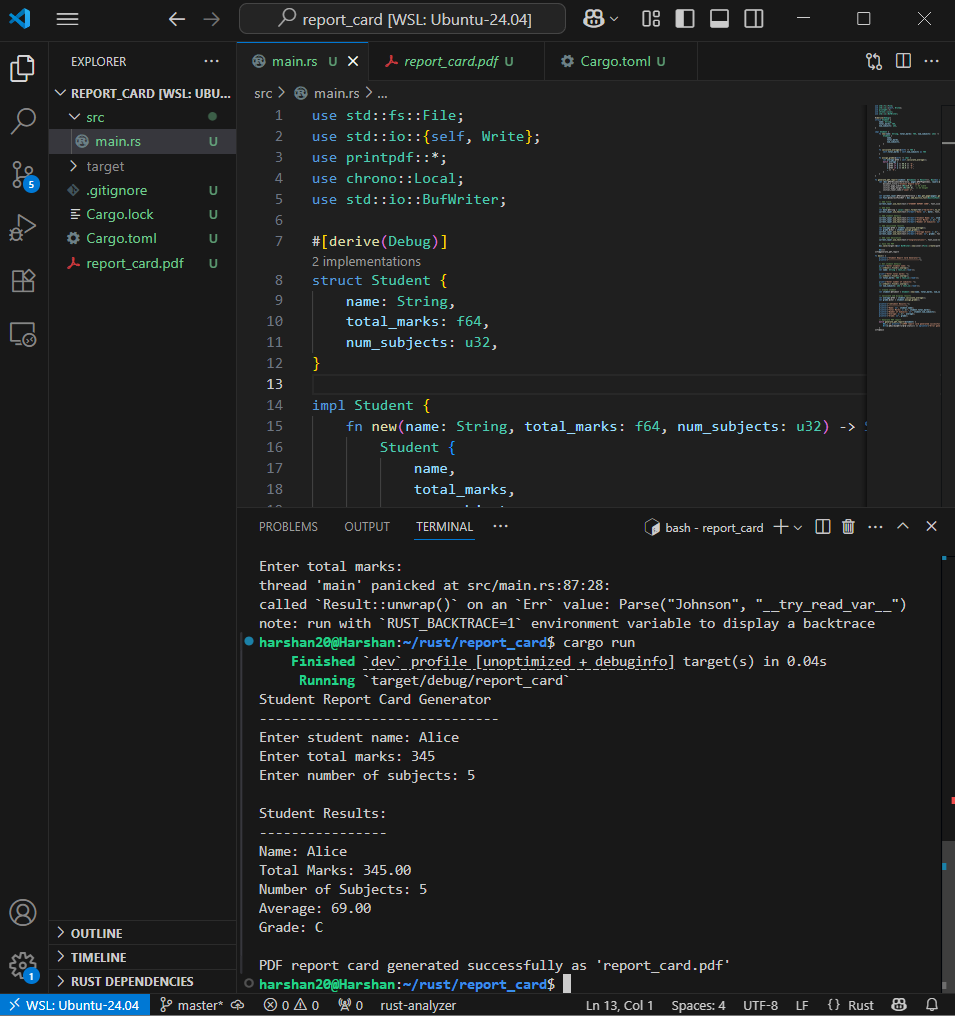 report_card [WSL: Ubuntu-24.04]
EXPLORER
REPORT_CARD [WSL: UBU...
src
main.rs U
target
.gitignore U
Cargo.lock U
Cargo.toml U
report_card.pdf U
OUTLINE
TIMELINE
RUST DEPENDENCIES
5
1
main.rs U
report_card.pdf U
Cargo.toml U
src > main.rs > ...
1 use std::fs::File;
2 use std::io::{self, Write};
3 use printpdf::*;
4 use chrono::Local;
5 use std::io::BufWriter;
6
7 #[derive(Debug)]
2 implementations
8 struct Student {
9 name: String,
10 total_marks: f64,
11 num_subjects: u32,
12 }
13
14 impl Student {
15 fn new(name: String, total_marks: f64, num_subjects: u32) ->
16 Student {
17 name,
18 total_marks,
PROBLEMS OUTPUT TERMINAL ...
bash - report_card
Enter total marks:
thread 'main' panicked at src/main.rs:87:28:
called `Result::unwrap()` on an `Err` value: Parse("Johnson", "__try_read_var__")
note: run with `RUST_BACKTRACE=1` environment variable to display a backtrace
harshan20@Harshan:~/rust/report_card$ cargo run
Finished `dev` profile [unoptimized + debuginfo] target(s) in 0.04s
Running `target/debug/report_card`
Student Report Card Generator
------------------------------
Enter student name: Alice
Enter total marks: 345
Enter number of subjects: 5
Student Results:
----------------
Name: Alice
Total Marks: 345.00
Number of Subjects: 5
Average: 69.00
Grade: C
PDF report card generated successfully as 'report_card.pdf'
harshan20@Harshan:~/rust/report_card$
WSL: Ubuntu-24.04 master* 0 0 0 rust-analyzer Ln 13, Col 1 Spaces: 4 UTF-8 LF {} Rust